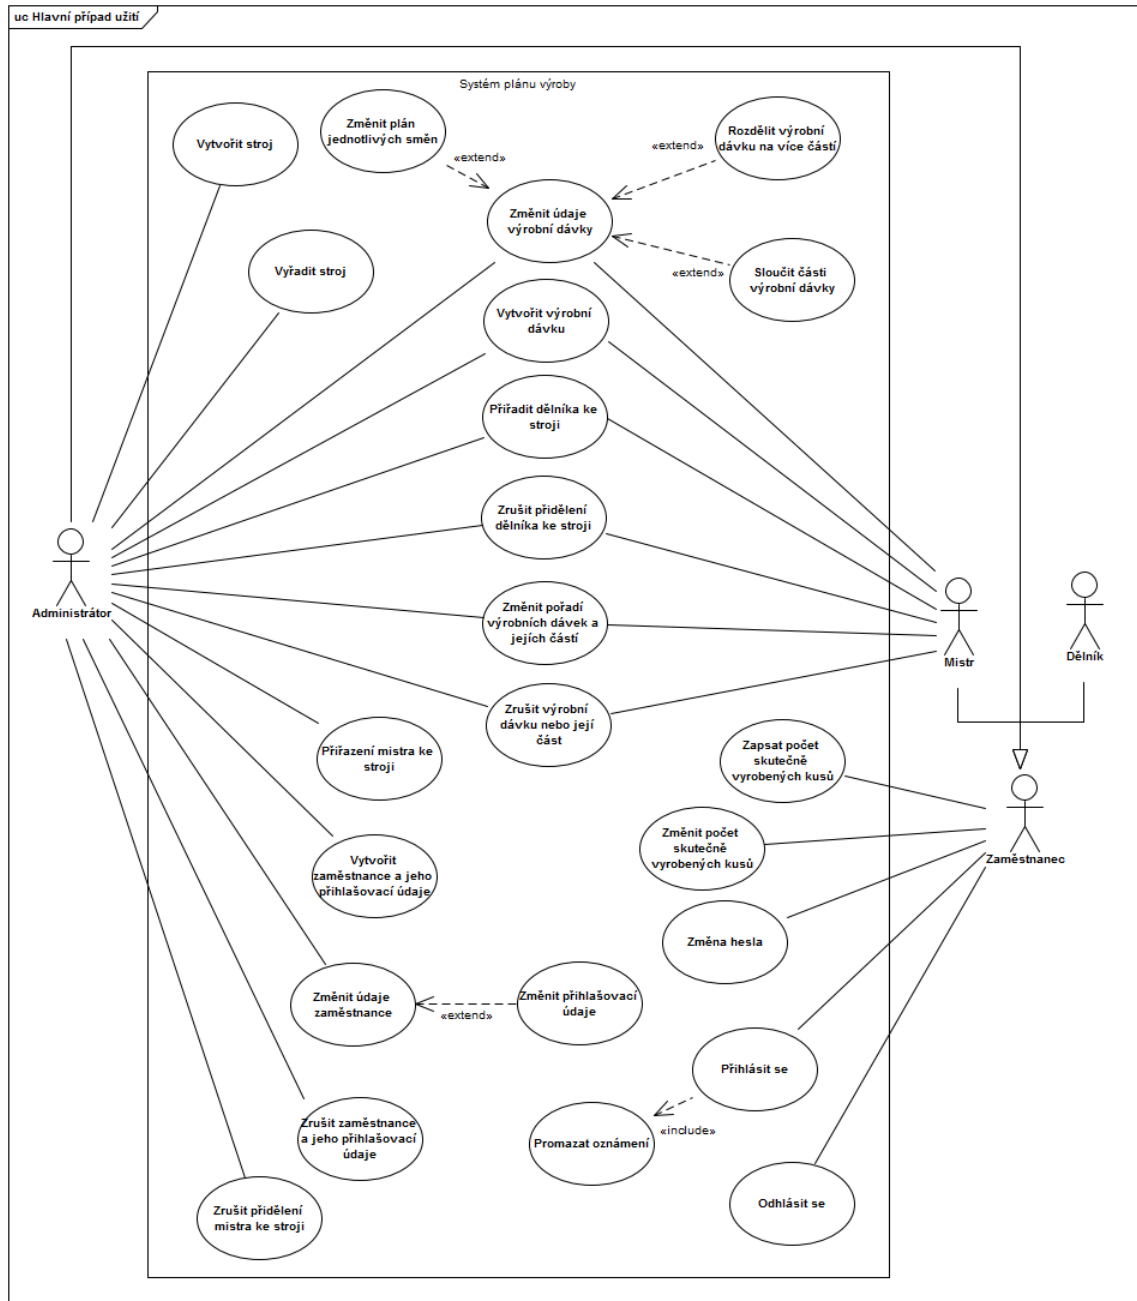 uc Hlavní případ užití
Systém plánu výroby
Vytvořit stroj
Změnit plán
jednotlivých směn
«extend»
Rozdělit výrobní
dávku na více částí
«extend»
Změnit údaje
výrobní dávky
Vyřadit stroj
«extend»
Sloučit části
výrobní dávky
Vytvořit výrobní
dávku
Přiřadit dělníka ke
stroji
Zrušit přidělení
dělníka ke stroji
Administrátor
Změnit pořadí
výrobních dávek a
jejích částí
Mistr
Dělník
Zrušit výrobní
dávku nebo její
část
Přiřazení mistra ke
stroji
Zapsat počet
skutečně
vyrobených kusů
Změnit počet
skutečně
vyrobených kusů
Zaměstnanec
Vytvořit
zaměstnance a jeho
přihlašovací údaje
Změna hesla
Změnit údaje
zaměstnance
«extend»
Změnit přihlašovací
údaje
Přihlásit se
Zrušit zaměstnance
a jeho přihlašovací
údaje
«include»
Promazat oznámení
Zrušit přidělení
mistra ke stroji
Odhlásit se